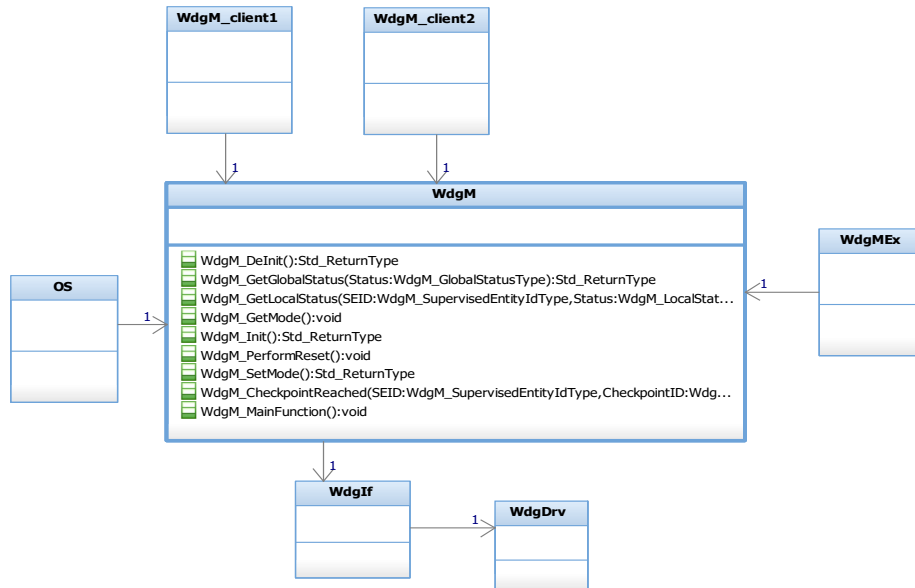 WdgM_client1
WdgM_client2
1
1
WdgM
WdgM_DeInit():Std_ReturnType
WdgM_GetGlobalStatus(Status:WdgM_GlobalStatusType):Std_ReturnType
WdgM_GetLocalStatus(SEID:WdgM_SupervisedEntityIdType,Status:WdgM_LocalStat...
WdgM_GetMode():void
WdgM_Init():Std_ReturnType
WdgM_PerformReset():void
WdgM_SetMode():Std_ReturnType
WdgM_CheckpointReached(SEID:WdgM_SupervisedEntityIdType,CheckpointID:Wdg...
WdgM_MainFunction():void
WdgMEx
1
OS
1
1
WdgIf
1
WdgDrv